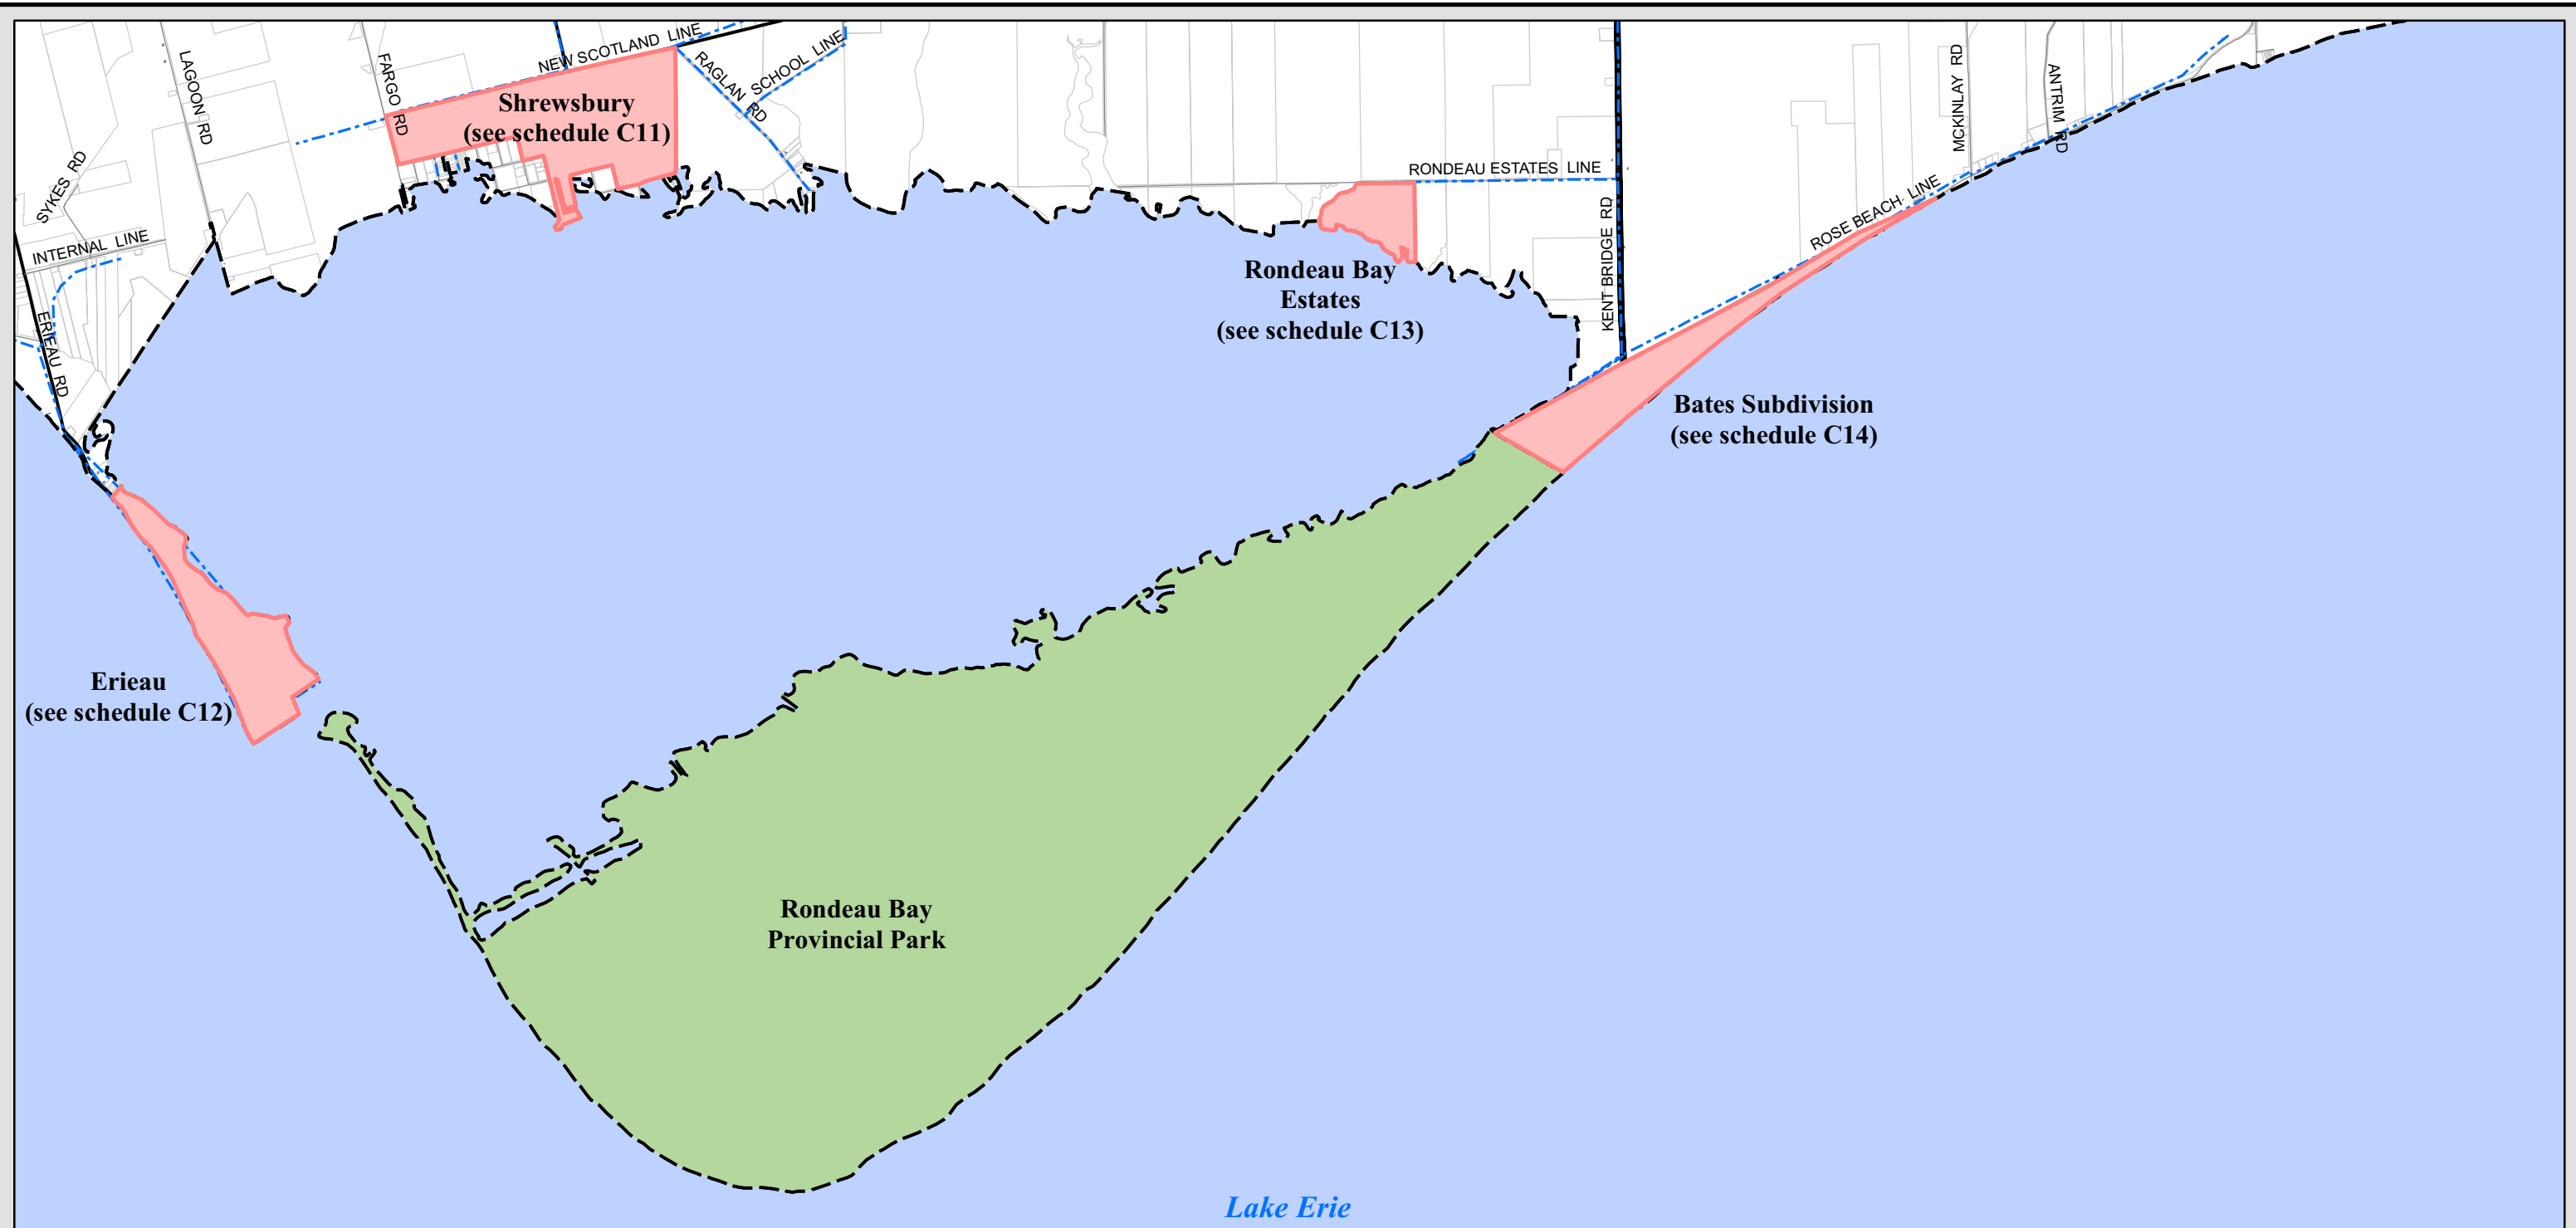 LAGOON RD
FARGO RD
NEW SCOTLAND LINE
RAGLAN RD
SCHOOL LINE
Shrewsbury
(see schedule C11)
SYKES RD
INTERNAL LINE
ERIEAU RD
RONDEAU ESTATES LINE
KENT BRIDGE RD
MCKINLAY RD
ANTRIM RD
ROSE BEACH LINE
Rondeau Bay
Estates
(see schedule C13)
Bates Subdivision
(see schedule C14)
Erieau
(see schedule C12)
Rondeau Bay
Provincial Park
Lake Erie